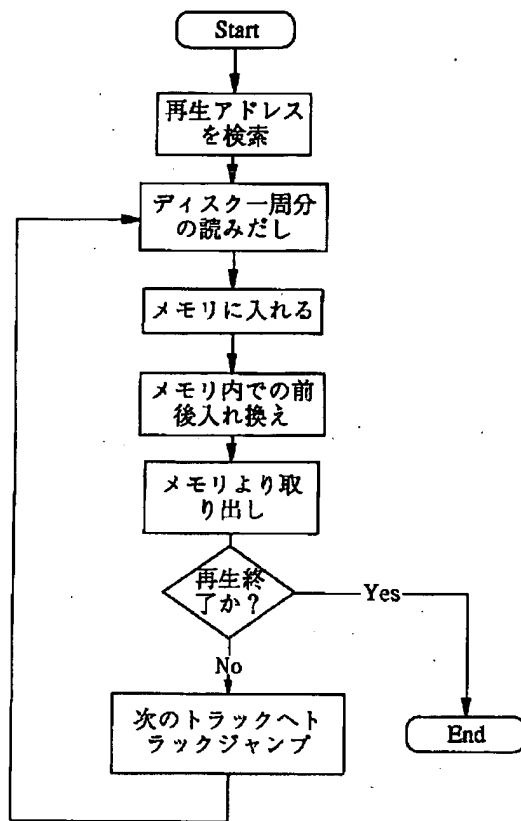 Start
再生アドレス
を検索
ディスク一周分
の読みだし
メモリに入れる
メモリ内での前
後入れ換え
メモリより取
り出し
再生終
了か？
Yes
No
次のトラックへト
ラックジャンプ
End